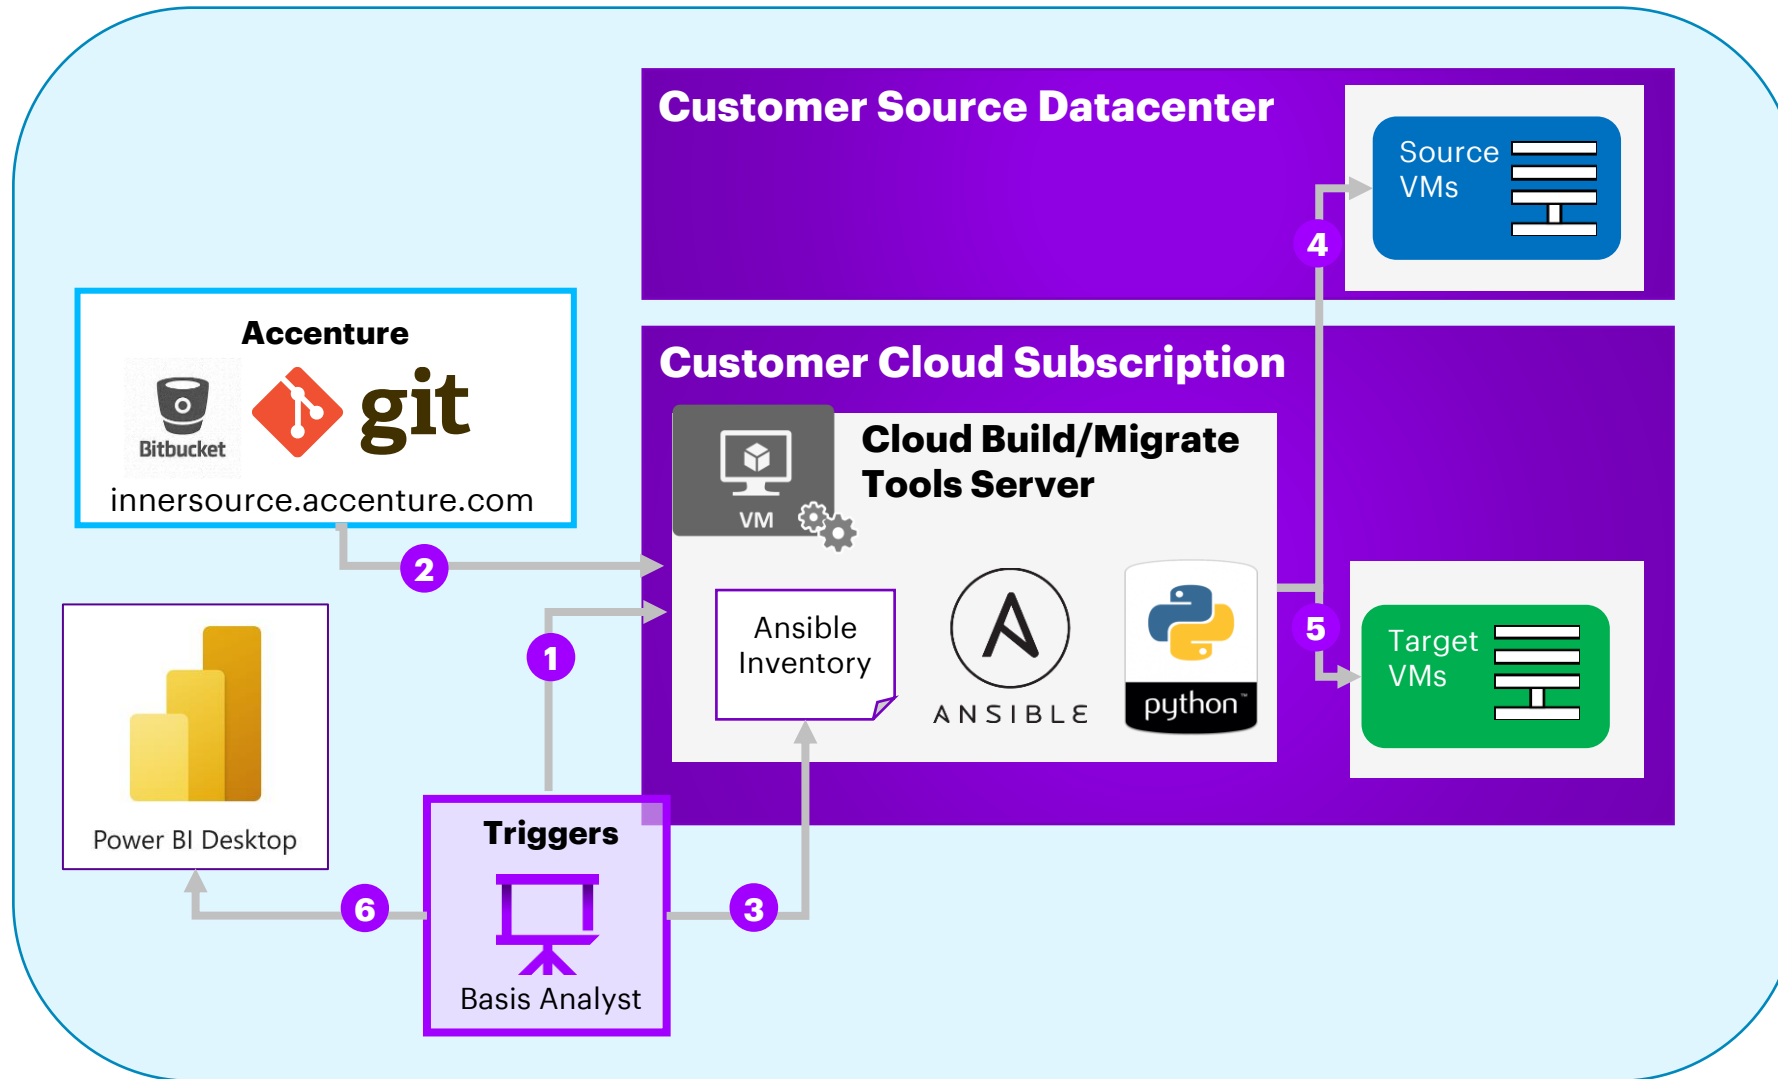 Customer Source Datacenter
Source
VMs
4
Accenture
Bitbucket
git
innersource.accenture.com
2
Customer Cloud Subscription
VM
Cloud Build/Migrate
Tools Server
Ansible
Inventory
ANSIBLE
python™
5
Target
VMs
1
Power BI Desktop
Triggers
Basis Analyst
6
3